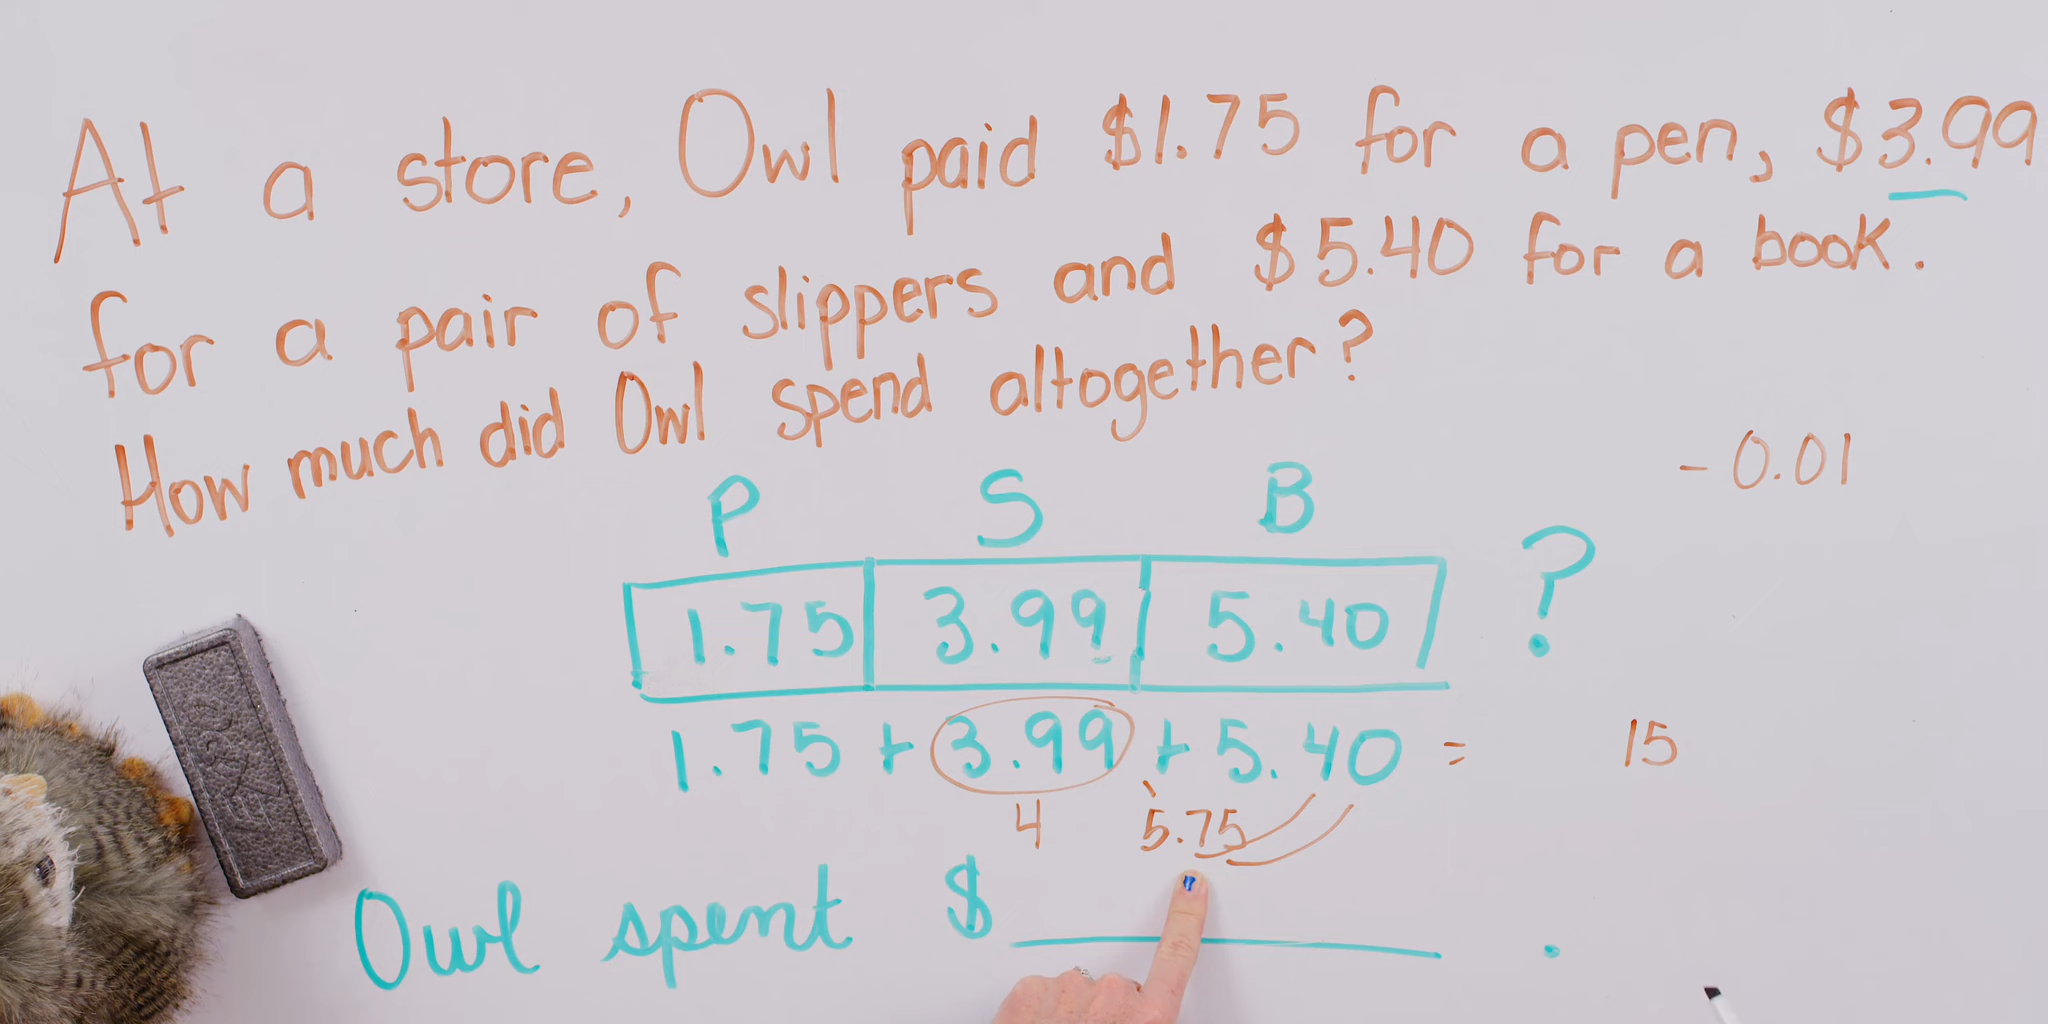 At a store, Owl paid $1.75 for a pen, $3.99
for a pair of slippers and $5.40 for a book.
How much did Owl spend altogether?
- 0.01
P S B
1.75 3.99 5.40 ?
1.75 + 3.99 + 5.40 = 15
4 5.75
Owl spent $ ____ .
EXPO